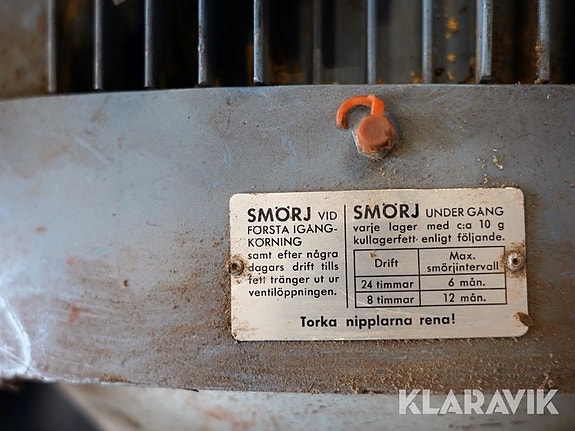 SMÖRJ VID
FÖRSTA IGÅNG-
KÖRNING
samt efter några
dagars drift tills
fett tränger ut ur
ventilöppningen.
SMÖRJ UNDER GANG
varje lager med c:a 10 g
kullagerfett enligt följande.
Drift Max. smörjintervall
24 timmar 6 mån.
8 timmar 12 mån.
Torka nipplarna rena!
KLARAVIK